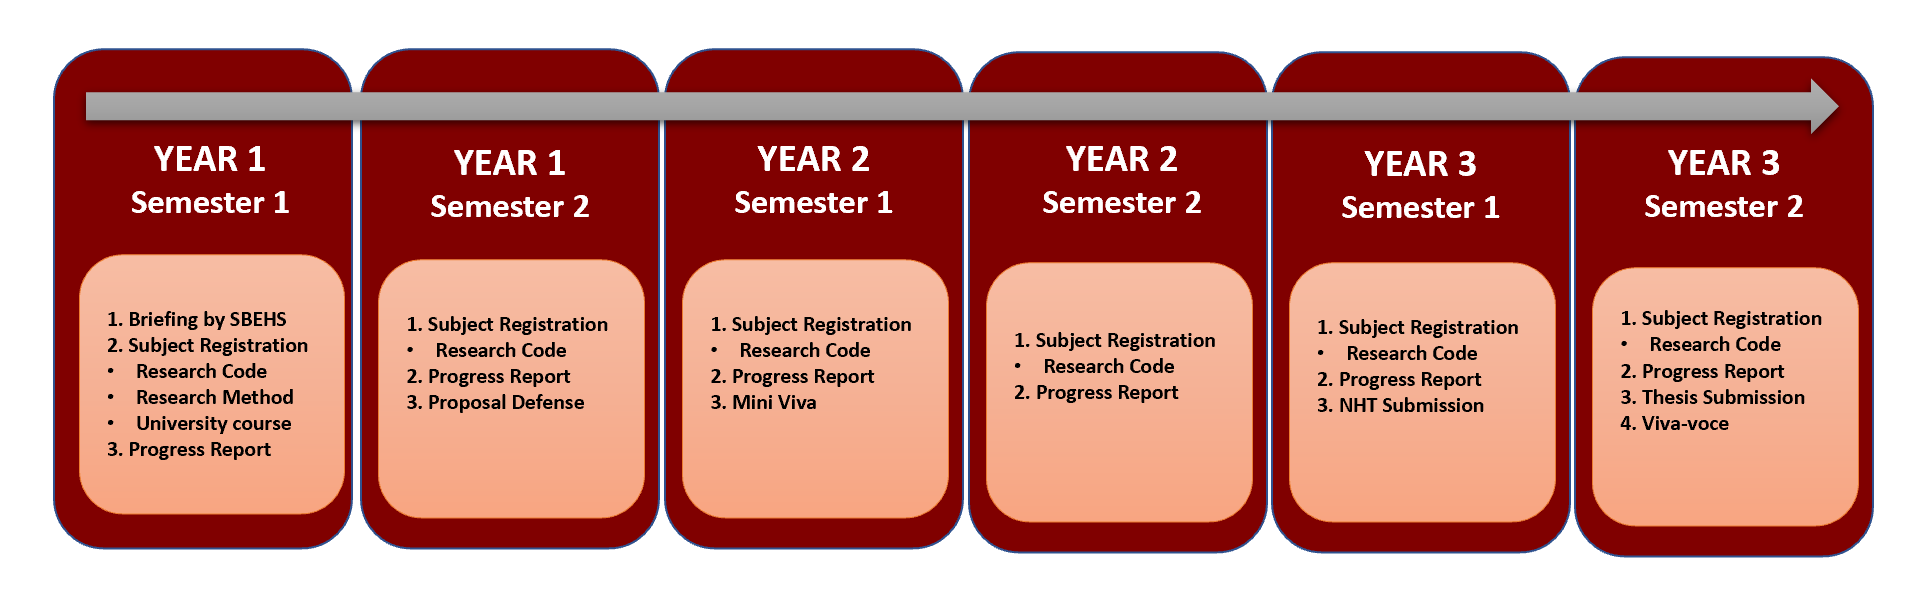 YEAR 1
Semester 1
1. Briefing by SBEHS
2. Subject Registration
• Research Code
• Research Method
• University course
3. Progress Report
YEAR 1
Semester 2
1. Subject Registration
• Research Code
2. Progress Report
3. Proposal Defense
YEAR 2
Semester 1
1. Subject Registration
• Research Code
2. Progress Report
3. Mini Viva
YEAR 2
Semester 2
1. Subject Registration
• Research Code
2. Progress Report
YEAR 3
Semester 1
1. Subject Registration
• Research Code
2. Progress Report
3. NHT Submission
YEAR 3
Semester 2
1. Subject Registration
• Research Code
2. Progress Report
3. Thesis Submission
4. Viva-voce